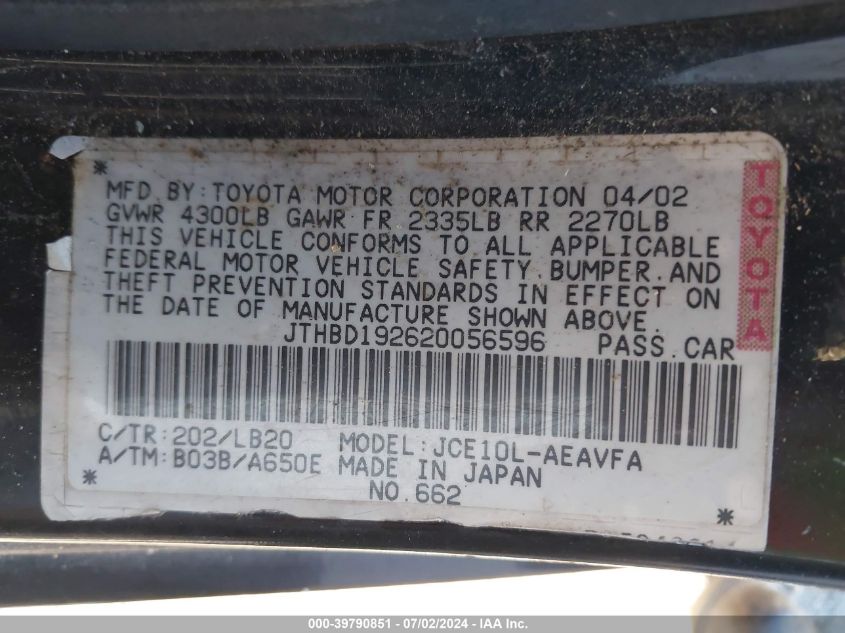 MFD. BY: TOYOTA MOTOR CORPORATION 04/02
GVWR 4300LB GAWR FR 2335LB RR 2270LB
THIS VEHICLE CONFORMS TO ALL APPLICABLE
FEDERAL MOTOR VEHICLE SAFETY, BUMPER, AND
THEFT PREVENTION STANDARDS IN EFFECT ON
THE DATE OF MANUFACTURE SHOWN ABOVE.
JTHBD192620056596 PASS. CAR
TOYOTA
C/TR: 202/LB20 MODEL: JCE10L-AEAVFA
A/TM: B03B/A650E MADE IN JAPAN
NO. 662
000-39790851 - 07/02/2024 - IAA Inc.